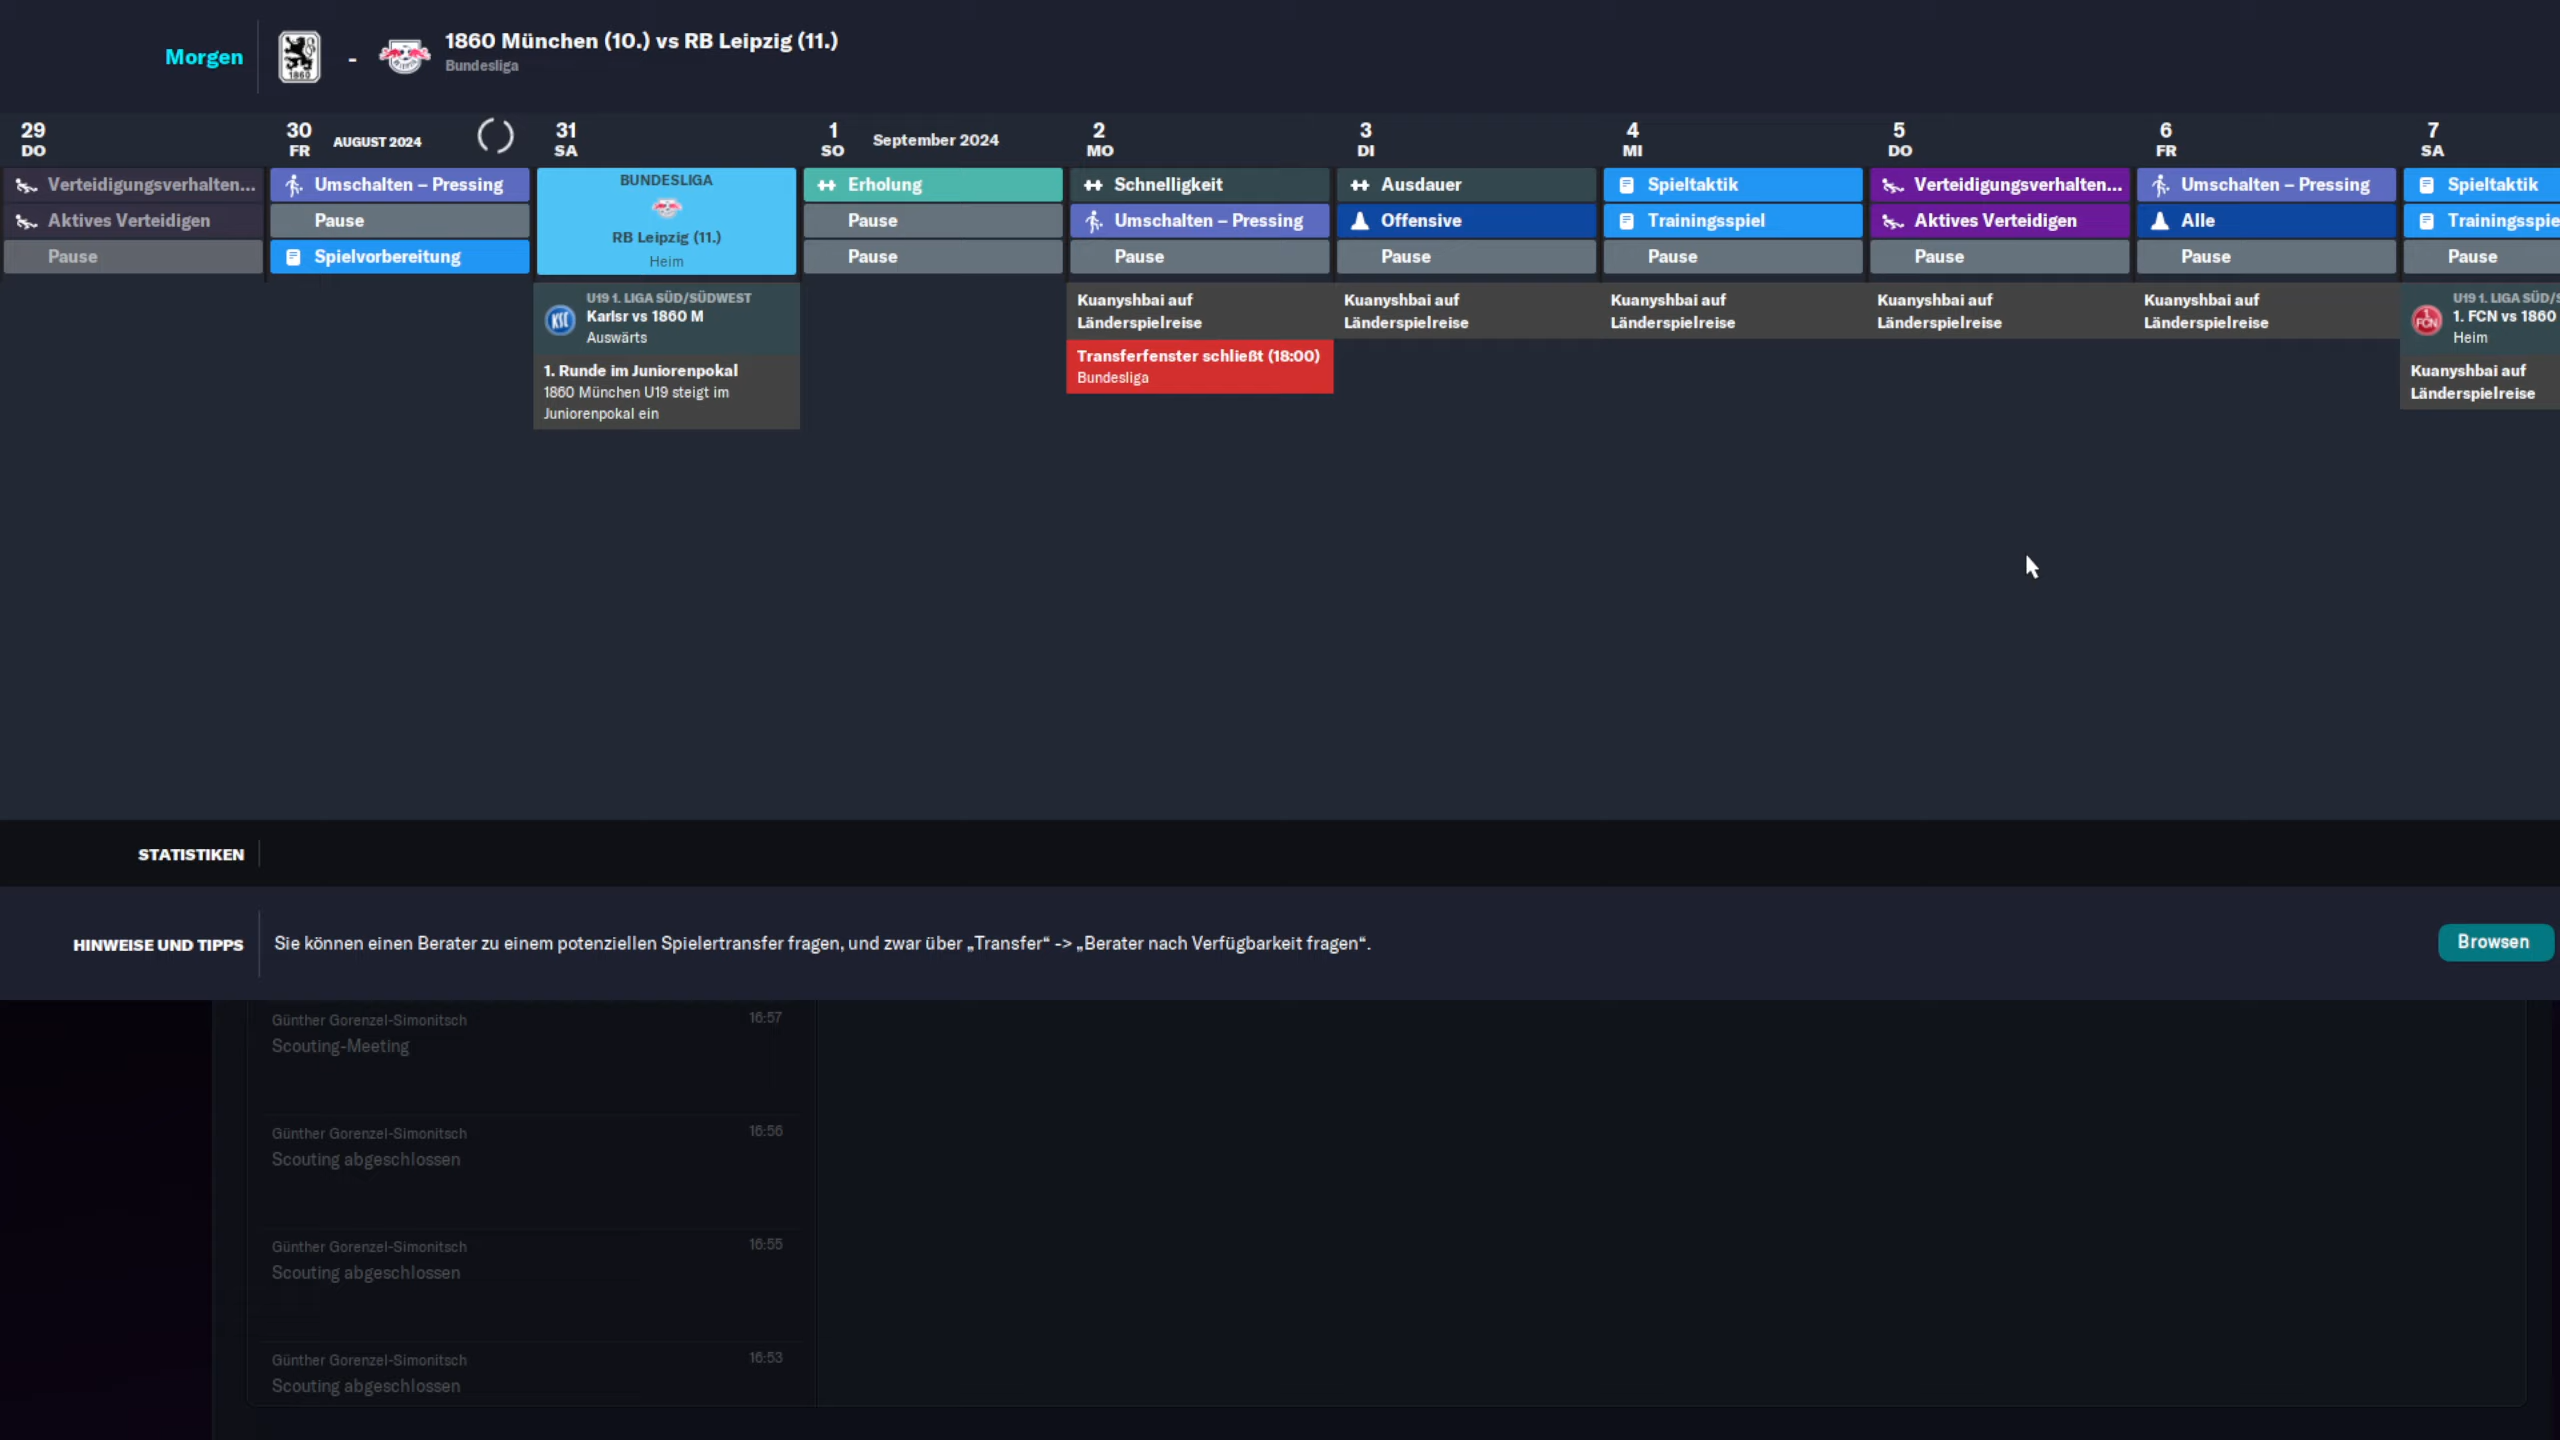 Morgen
1860
-
1860 München (10.) vs RB Leipzig (11.)
Bundesliga
29
DO
30
FR
AUGUST 2024
31
SA
1
SO
September 2024
2
MO
3
DI
4
MI
5
DO
6
FR
7
SA
Verteidigungsverhalten...
Aktives Verteidigen
Pause
Umschalten – Pressing
Pause
Spielvorbereitung
BUNDESLIGA
RB Leipzig (11.)
Heim
Erholung
Pause
Pause
Schnelligkeit
Umschalten – Pressing
Pause
Ausdauer
Offensive
Pause
Spieltaktik
Trainingsspiel
Pause
Verteidigungsverhalten...
Aktives Verteidigen
Pause
Umschalten – Pressing
Alle
Pause
Spieltaktik
Trainingsspie
Pause
KSC
U19 1. LIGA SÜD/SÜDWEST
Karlsr vs 1860 M
Auswärts
1. Runde im Juniorenpokal
1860 München U19 steigt im
Juniorenpokal ein
Kuanyshbai auf
Länderspielreise
Transferfenster schließt (18:00)
Bundesliga
Kuanyshbai auf
Länderspielreise
Kuanyshbai auf
Länderspielreise
Kuanyshbai auf
Länderspielreise
Kuanyshbai auf
Länderspielreise
1. FCN
U19 1. LIGA SÜD/S
1. FCN vs 1860
Heim
Kuanyshbai auf
Länderspielreise
STATISTIKEN
HINWEISE UND TIPPS
Sie können einen Berater zu einem potenziellen Spielertransfer fragen, und zwar über „Transfer“ -> „Berater nach Verfügbarkeit fragen“.
Browsen
Günther Gorenzel-Simonitsch
16:57
Scouting-Meeting
Günther Gorenzel-Simonitsch
16:56
Scouting abgeschlossen
Günther Gorenzel-Simonitsch
16:55
Scouting abgeschlossen
Günther Gorenzel-Simonitsch
16:53
Scouting abgeschlossen